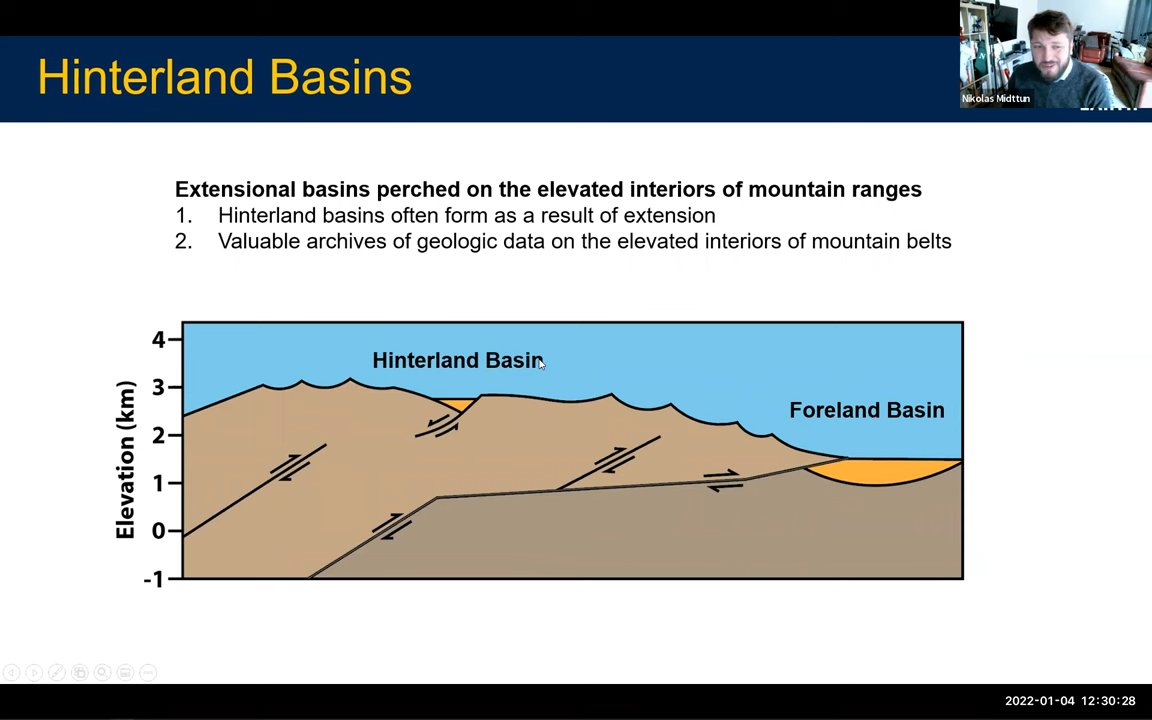 Hinterland Basins
Nikolas Midttun
Extensional basins perched on the elevated interiors of mountain ranges
1. Hinterland basins often form as a result of extension
2. Valuable archives of geologic data on the elevated interiors of mountain belts
Hinterland Basin
Foreland Basin
Elevation (km)
4
3
2
1
0
-1
2022-01-04 12:30:28